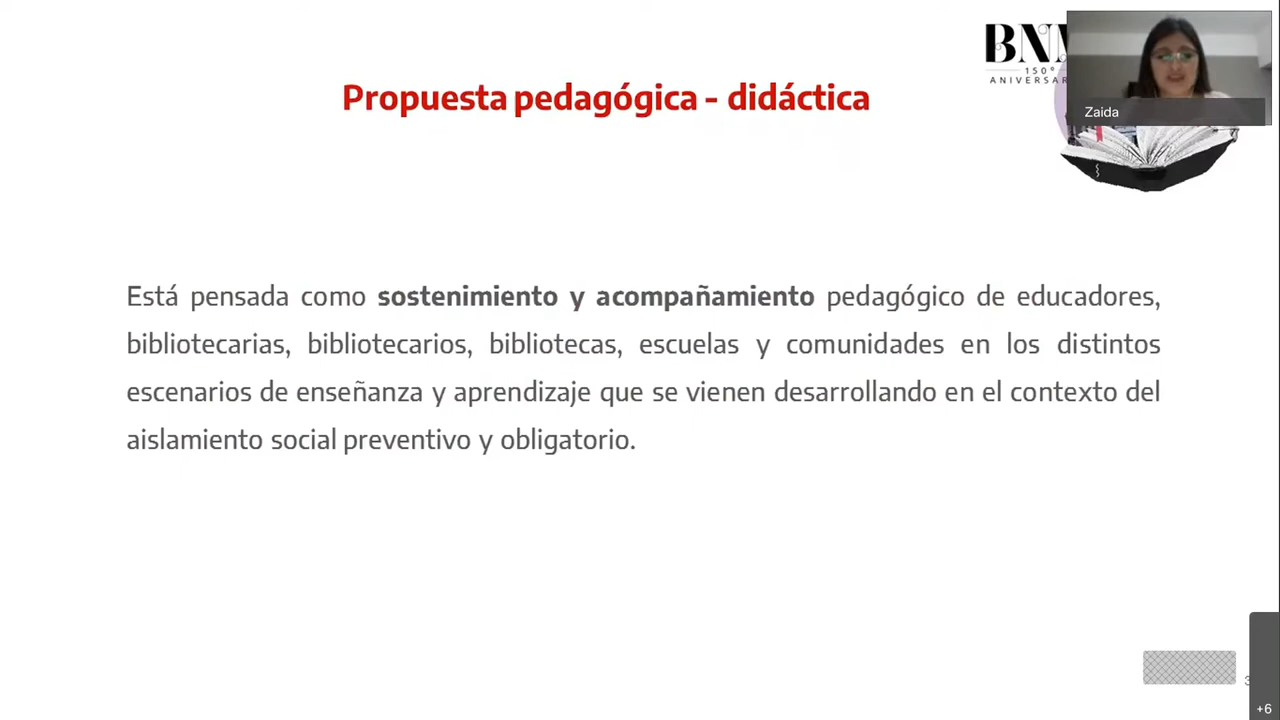 150°
Zaida
Propuesta pedagógica - didáctica
Está pensada como sostenimiento y acompañamiento pedagógico de educadores,
bibliotecarias, bibliotecarios, bibliotecas, escuelas y comunidades en los distintos
escenarios de enseñanza y aprendizaje que se vienen desarrollando en el contexto del
aislamiento social preventivo y obligatorio.
+6